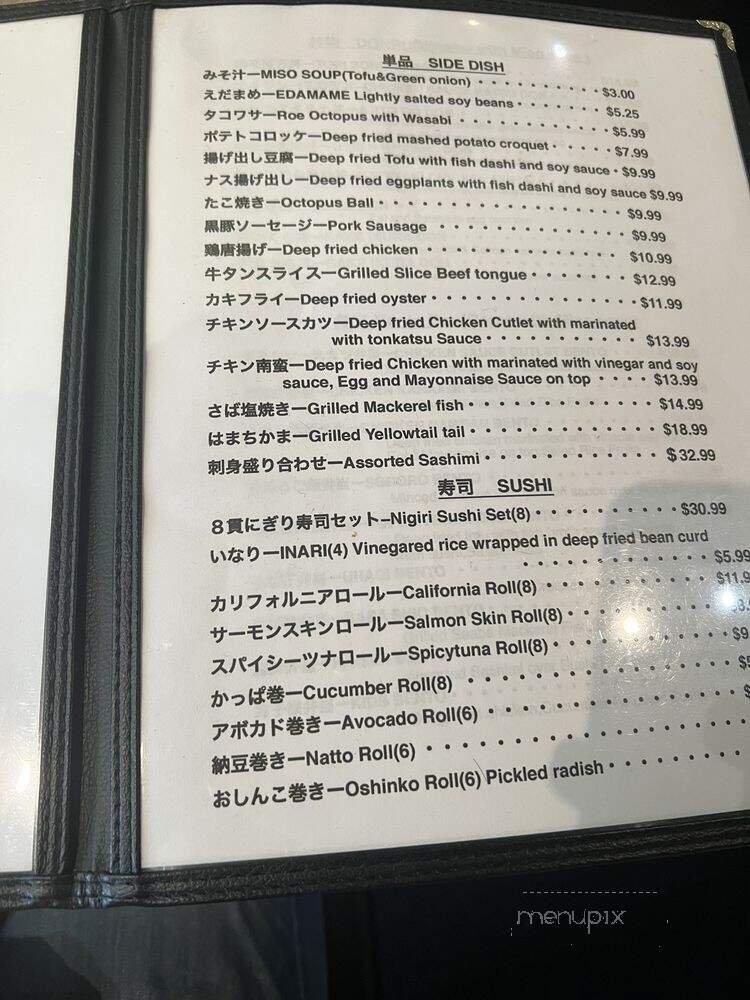 単品 SIDE DISH
みそ汁ーMISO SOUP(Tofu&Green onion) ・・・・・・・・・・$3.00
えだまめーEDAMAME Lightly salted soy beans・・・・・・・$5.25
タコワサーRoe Octopus with Wasabi ・・・・・・・・・・・・$5.99
ポテトコロッケーDeep fried mashed potato croquet・・・・・$7.99
揚げ出し豆腐ーDeep fried Tofu with fish dashi and soy sauce・$9.99
ナス揚げ出しーDeep fried eggplants with fish dashi and soy sauce $9.99
たこ焼きーOctopus Ball・・・・・・・・・・・・・・・・・・$9.99
黒豚ソーセージーPork Sausage ・・・・・・・・・・・・・・$9.99
鶏唐揚げーDeep fried chicken ・・・・・・・・・・・・・・$10.99
牛タンスライスーGrilled Slice Beef tongue・・・・・・・$12.99
カキフライーDeep fried oyster・・・・・・・・・・・・・・・$11.99
チキンソースカツーDeep fried Chicken Cutlet with marinated
with tonkatsu Sauce・・・・・・・・・・・$13.99
チキン南蛮ーDeep fried Chicken with marinated with vinegar and soy
sauce, Egg and Mayonnaise Sauce on top ・・・・$13.99
さば塩焼きーGrilled Mackerel fish・・・・・・・・・・・・$14.99
はまちかまーGrilled Yellowtail tail・・・・・・・・・・・・$18.99
刺身盛り合わせーAssorted Sashimi・・・・・・・・・・・$32.99
寿司 SUSHI
８貫にぎり寿司セット–Nigiri Sushi Set(8)・・・・・・・・・・$30.99
いなりーINARI(4) Vinegared rice wrapped in deep fried bean curd
・・・・・・・・・・・$5.99
カリフォルニアロールーCalifornia Roll(8)・・・・・・・・・・$11.9
サーモンスキンロールーSalmon Skin Roll(8)・・・・・・・・
スパイシーツナロールーSpicytuna Roll(8)・・・・・・・・・$9
かっぱ巻ーCucumber Roll(8) ・・・・・・・・・・・・・$5
アボカド巻きーAvocado Roll(6)・・・・・・・・・・・・$
納豆巻きーNatto Roll(6) ・・・・・・・・・・・・・・
おしんこ巻きーOshinko Roll(6) Pickled radish・・・・・・・
menupix